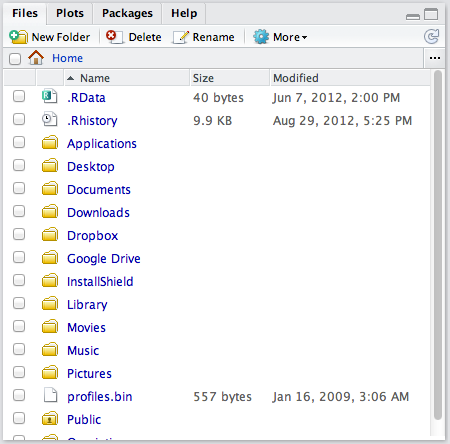 Files Plots Packages Help
New Folder Delete Rename More
Home
Name Size Modified
.RData 40 bytes Jun 7, 2012, 2:00 PM
.Rhistory 9.9 KB Aug 29, 2012, 5:25 PM
Applications
Desktop
Documents
Downloads
Dropbox
Google Drive
InstallShield
Library
Movies
Music
Pictures
profiles.bin 557 bytes Jan 16, 2009, 3:06 AM
Public